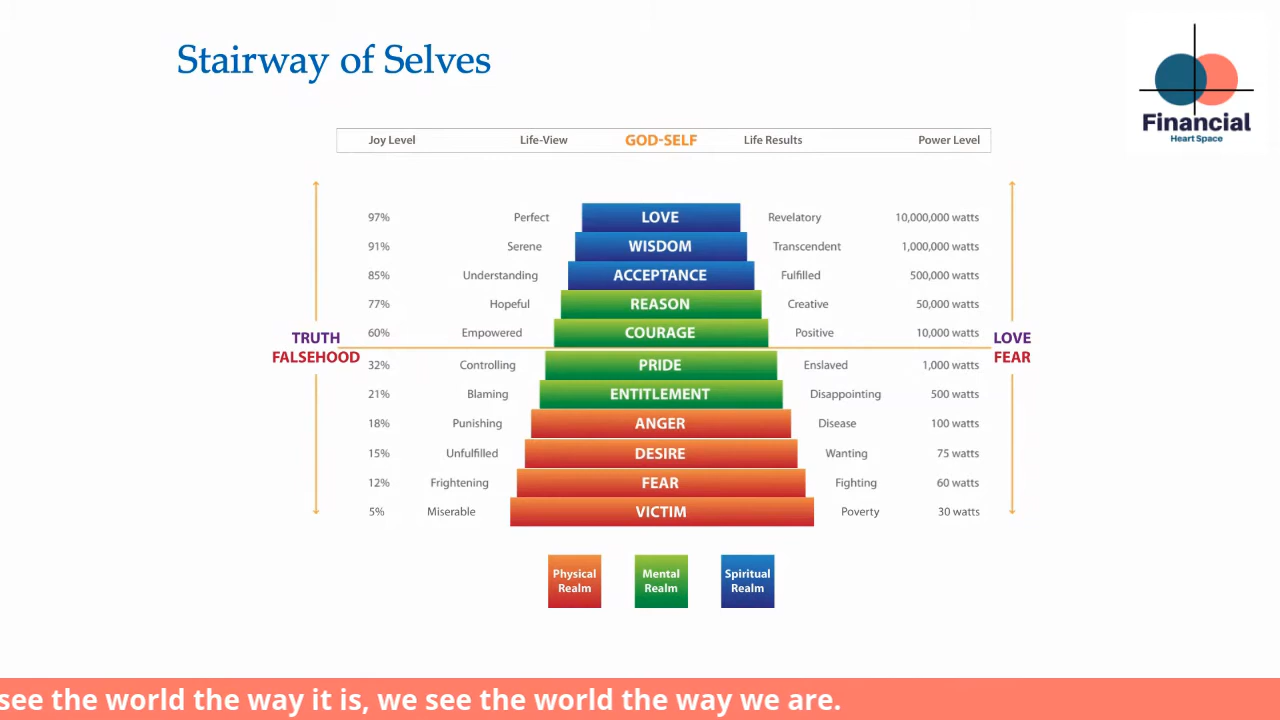 Stairway of Selves
Financial
Heart Space
Joy Level Life-View GOD-SELF Life Results Power Level
97% Perfect LOVE Revelatory 10,000,000 watts
91% Serene WISDOM Transcendent 1,000,000 watts
85% Understanding ACCEPTANCE Fulfilled 500,000 watts
77% Hopeful REASON Creative 50,000 watts
60% Empowered COURAGE Positive 10,000 watts
TRUTH LOVE
FALSEHOOD FEAR
32% Controlling PRIDE Enslaved 1,000 watts
21% Blaming ENTITLEMENT Disappointing 500 watts
18% Punishing ANGER Disease 100 watts
15% Unfulfilled DESIRE Wanting 75 watts
12% Frightening FEAR Fighting 60 watts
5% Miserable VICTIM Poverty 30 watts
Physical Mental Spiritual
Realm Realm Realm
see the world the way it is, we see the world the way we are.